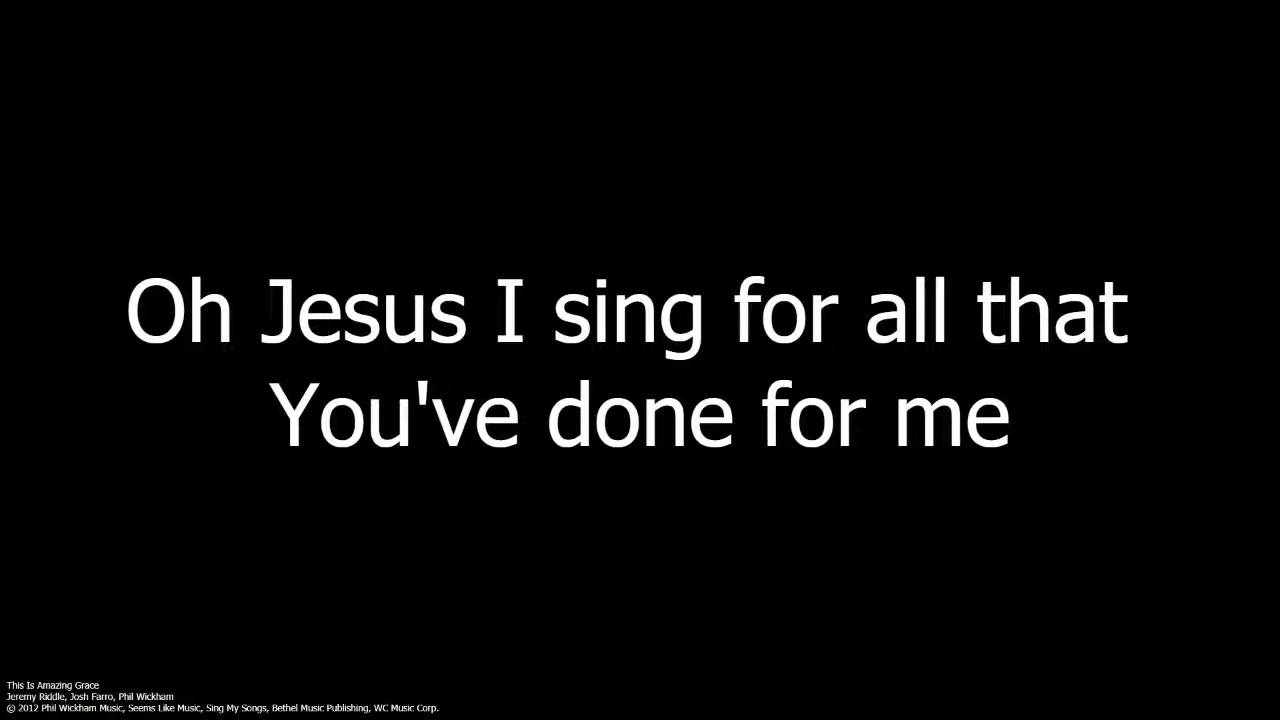 Oh Jesus I sing for all that
You've done for me
This Is Amazing Grace
Jeremy Riddle, Josh Farro, Phil Wickham
© 2012 Phil Wickham Music, Seems Like Music, Sing My Songs, Bethel Music Publishing, WC Music Corp.